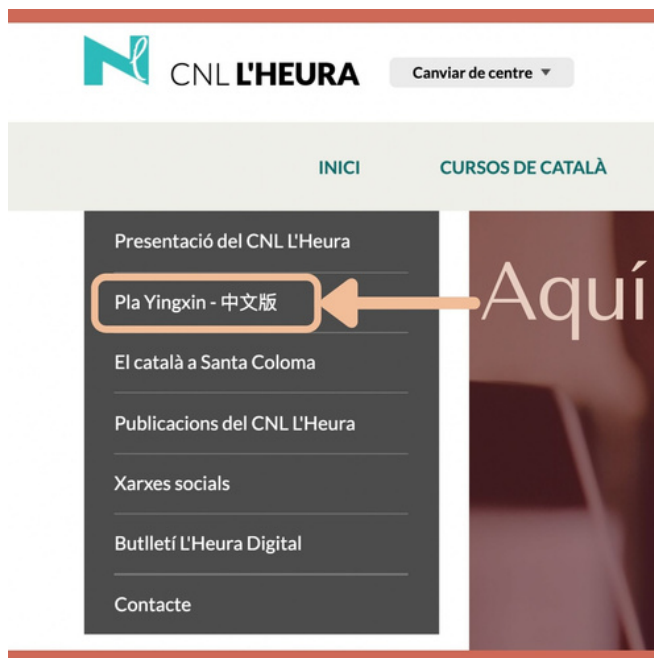 CNL L'HEURA
Canviar de centre
INICI
CURSOS DE CATALÀ
Presentació del CNL L'Heura
Pla Yingxin - 中文版
Aquí
El català a Santa Coloma
Publicacions del CNL L'Heura
Xarxes socials
Butlletí L'Heura Digital
Contacte